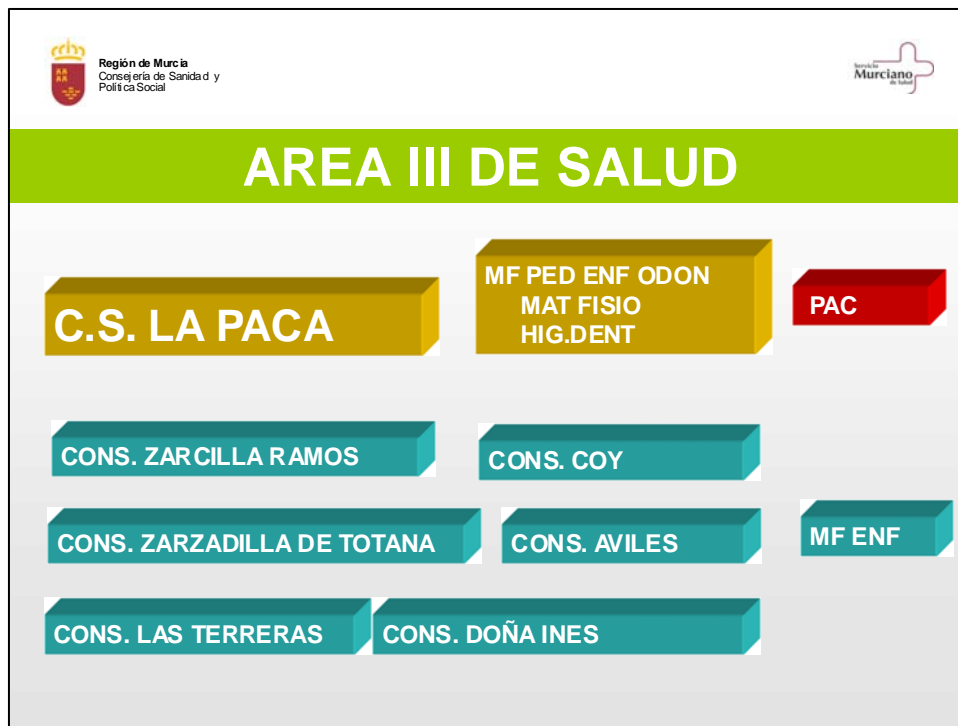 Región de Murcia
Consejería de Sanidad y
Política Social
Servicio
Murciano
de Salud
AREA III DE SALUD
C.S. LA PACA
MF PED ENF ODON
MAT FISIO
HIG.DENT
PAC
CONS. ZARCILLA RAMOS
CONS. COY
CONS. ZARZADILLA DE TOTANA
CONS. AVILES
MF ENF
CONS. LAS TERRERAS
CONS. DOÑA INES